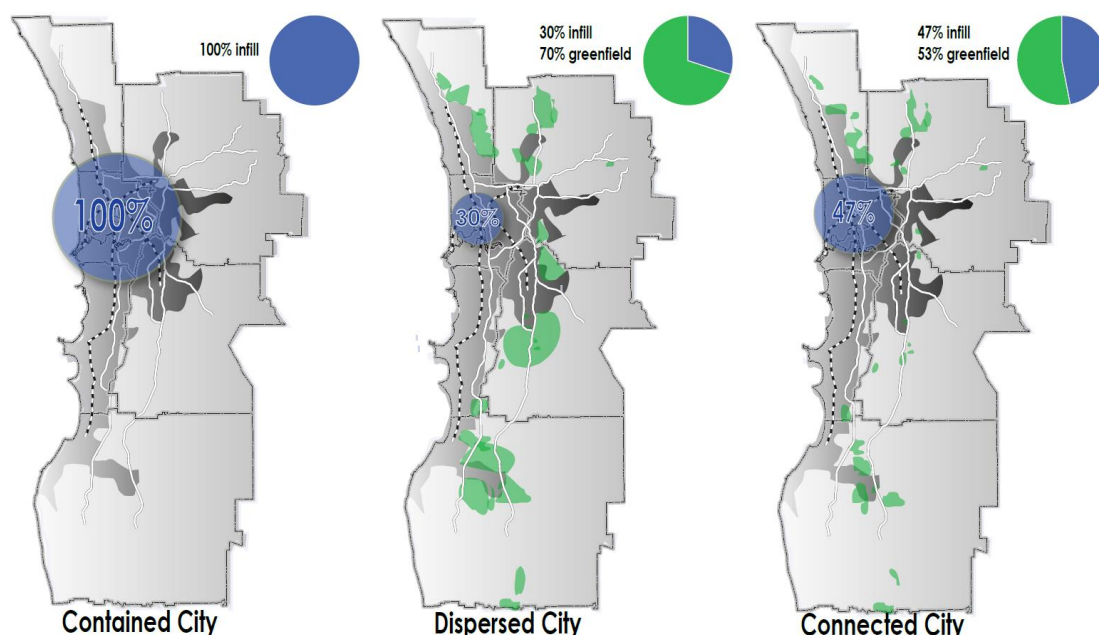 100% infill
100%
Contained City
30% infill
70% greenfield
30%
Dispersed City
47% infill
53% greenfield
47%
Connected City